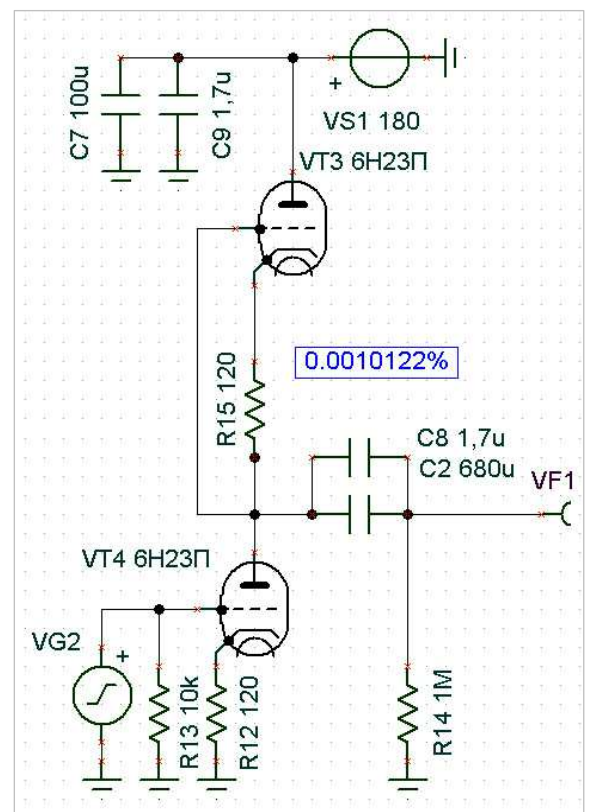 C7 100u
C9 1,7u
+
VS1 180
VT3 6Н23П
0.0010122%
R15 120
C8 1,7u
C2 680u
VF1
VT4 6Н23П
VG2
+
R13 10k
R12 120
R14 1M